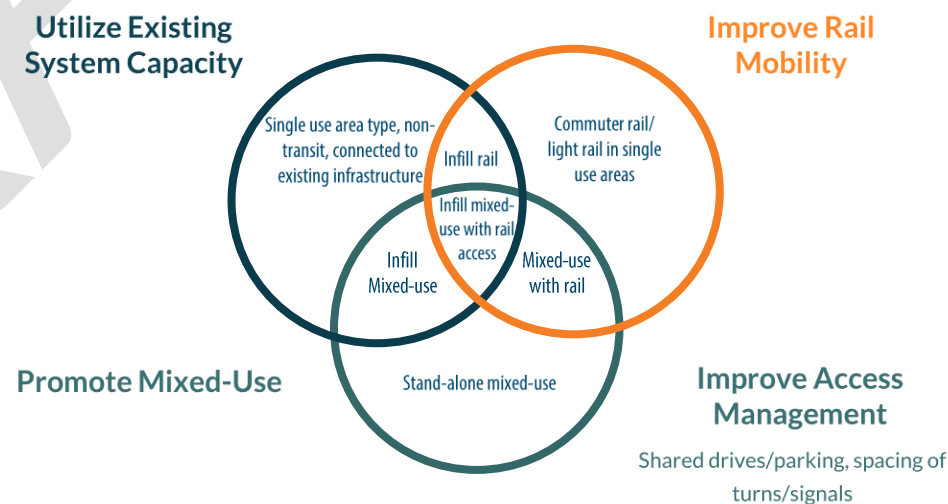 Utilize Existing
System Capacity
Improve Rail
Mobility
Single use area type, non-
transit, connected to
existing infrastructure
Infill rail
Commuter rail/
light rail in single
use areas
Infill mixed-
use with rail
access
Infill
Mixed-use
Mixed-use
with rail
Promote Mixed-Use
Stand-alone mixed-use
Improve Access
Management
Shared drives/parking, spacing of
turns/signals